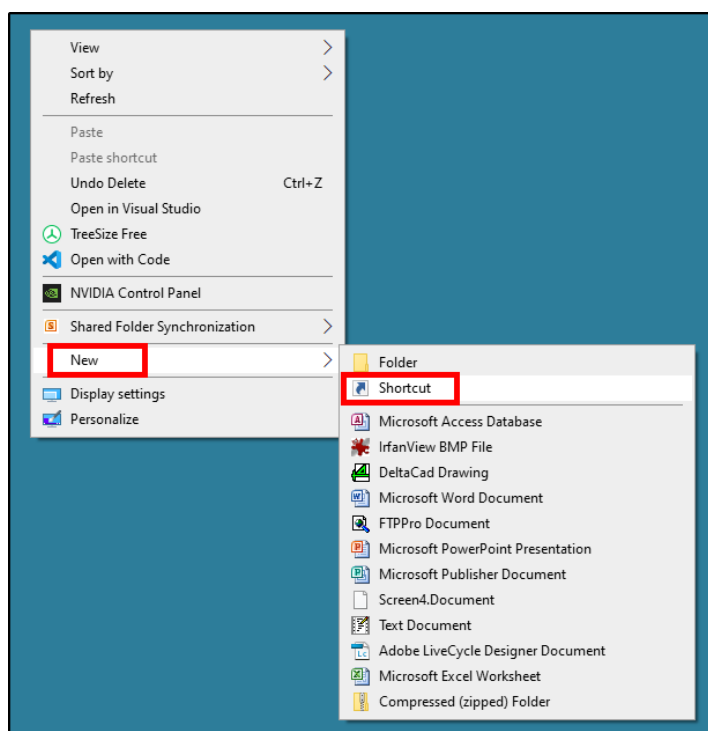 View
Sort by
Refresh
Paste
Paste shortcut
Undo Delete Ctrl+Z
Open in Visual Studio
TreeSize Free
Open with Code
NVIDIA Control Panel
Shared Folder Synchronization
New
Display settings
Personalize
Folder
Shortcut
Microsoft Access Database
IrfanView BMP File
DeltaCad Drawing
Microsoft Word Document
FTPPro Document
Microsoft PowerPoint Presentation
Microsoft Publisher Document
Screen4.Document
Text Document
Adobe LiveCycle Designer Document
Microsoft Excel Worksheet
Compressed (zipped) Folder